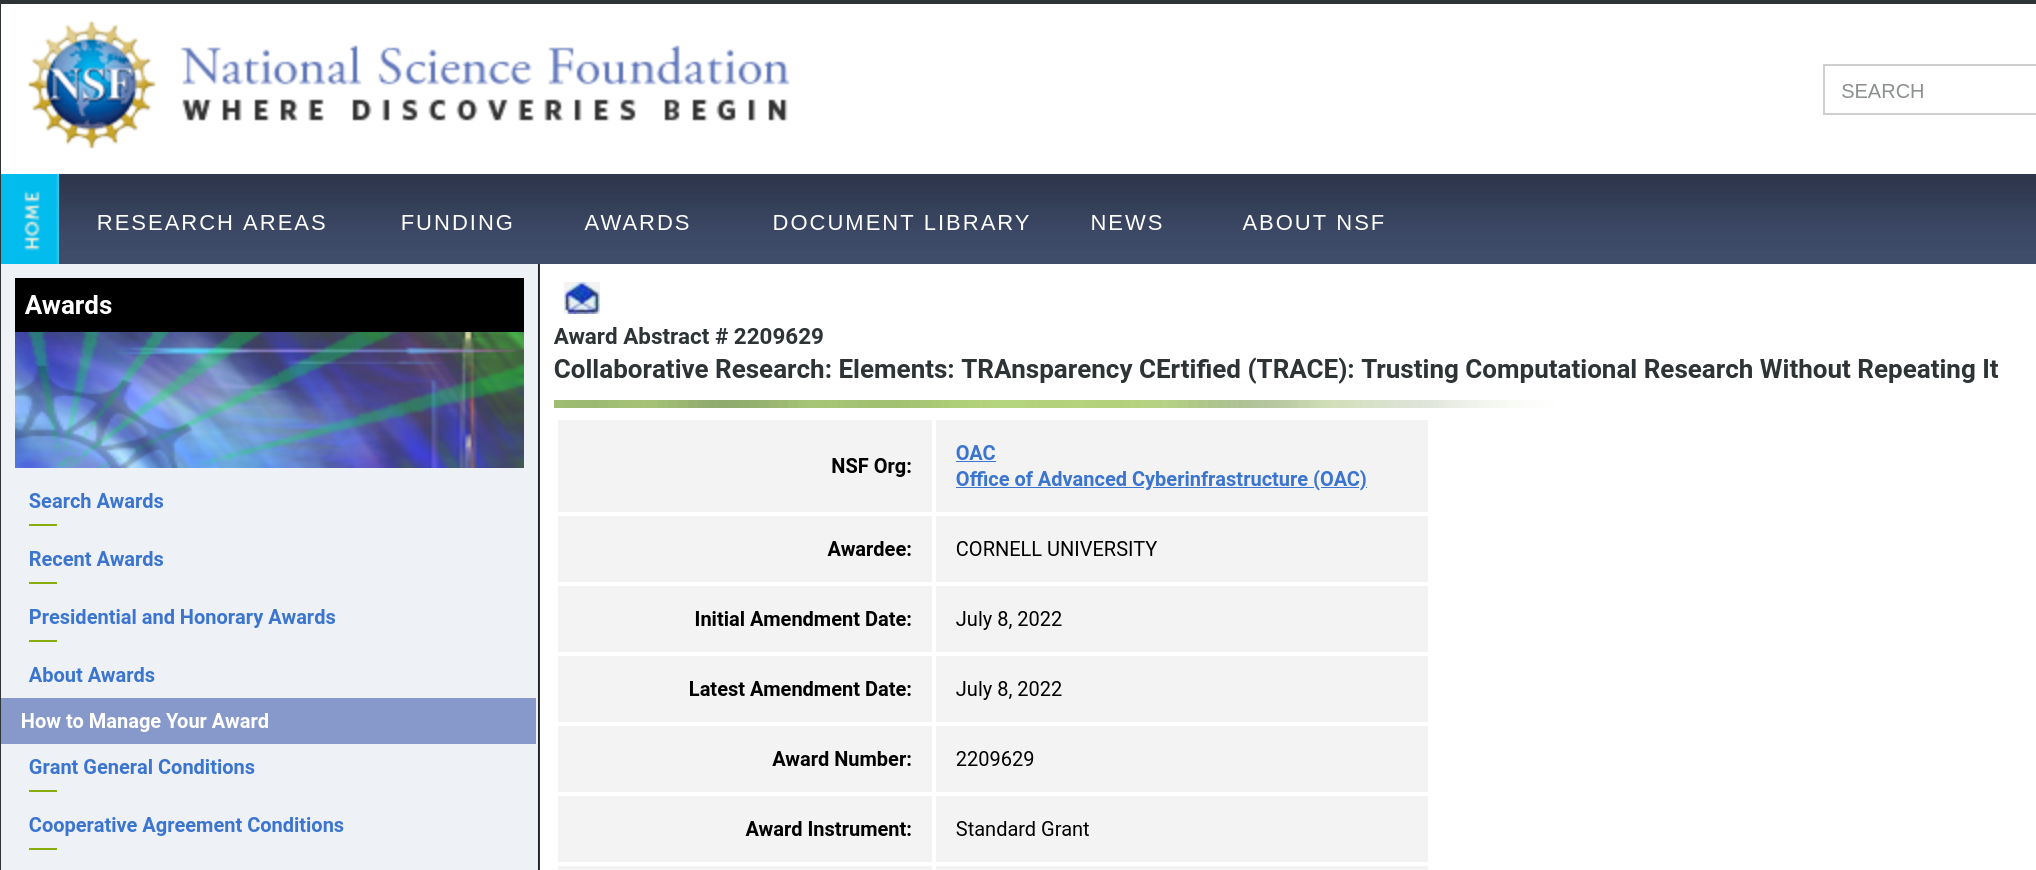 NSF
National Science Foundation
WHERE DISCOVERIES BEGIN
SEARCH
HOME
RESEARCH AREAS FUNDING AWARDS DOCUMENT LIBRARY NEWS ABOUT NSF
Awards
Search Awards
Recent Awards
Presidential and Honorary Awards
About Awards
How to Manage Your Award
Grant General Conditions
Cooperative Agreement Conditions
Award Abstract # 2209629
Collaborative Research: Elements: TRAnsparency CErtified (TRACE): Trusting Computational Research Without Repeating It
NSF Org: OAC
Office of Advanced Cyberinfrastructure (OAC)
Awardee: CORNELL UNIVERSITY
Initial Amendment Date: July 8, 2022
Latest Amendment Date: July 8, 2022
Award Number: 2209629
Award Instrument: Standard Grant